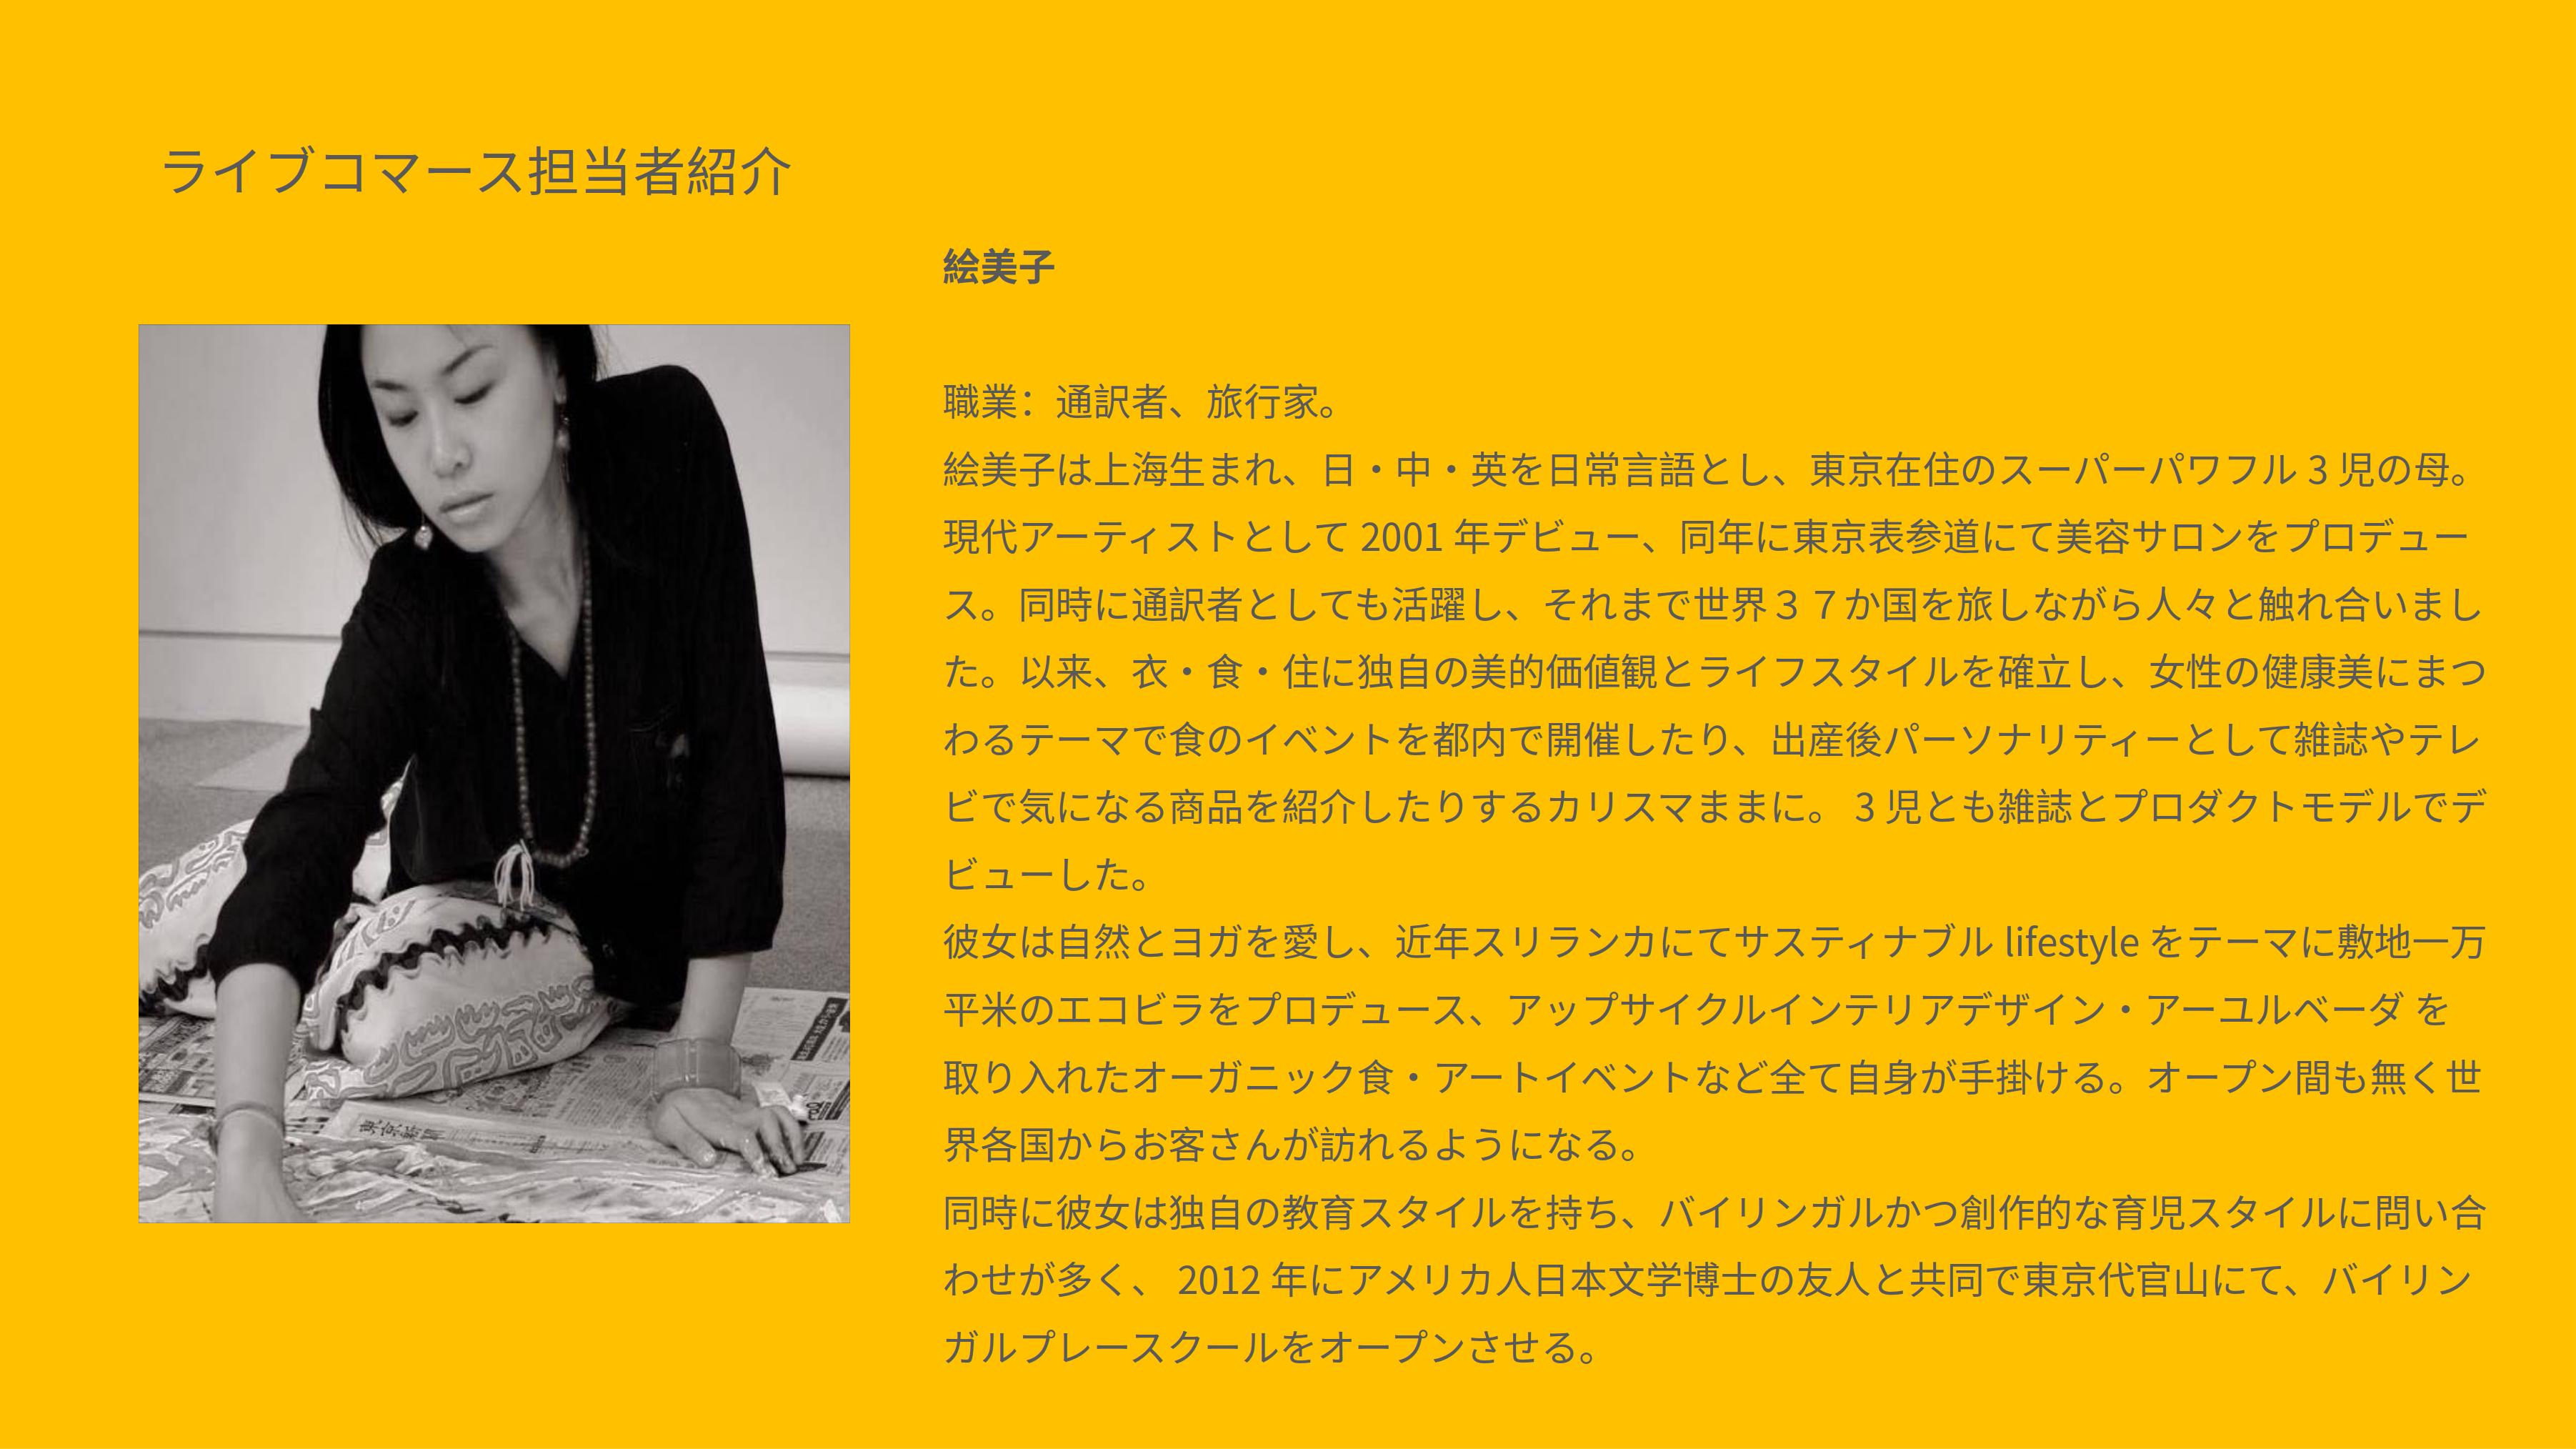 ライブコマース担当者紹介
絵美子
職業：通訳者、旅行家。
絵美子は上海生まれ、日・中・英を日常言語とし、東京在住のスーパーパワフル 3 児の母。
現代アーティストとして 2001 年デビュー、同年に東京表参道にて美容サロンをプロデュー
ス。同時に通訳者としても活躍し、それまで世界３７か国を旅しながら人々と触れ合いまし
た。以来、衣・食・住に独自の美的価値観とライフスタイルを確立し、女性の健康美にまつ
わるテーマで食のイベントを都内で開催したり、出産後パーソナリティーとして雑誌やテレ
ビで気になる商品を紹介したりするカリスマままに。 3 児とも雑誌とプロダクトモデルでデ
ビューした。
彼女は自然とヨガを愛し、近年スリランカにてサスティナブル lifestyle をテーマに敷地一万
平米のエコビラをプロデュース、アップサイクルインテリアデザイン・アーユルベーダ を
取り入れたオーガニック食・アートイベントなど全て自身が手掛ける。オープン間も無く世
界各国からお客さんが訪れるようになる。
同時に彼女は独自の教育スタイルを持ち、バイリンガルかつ創作的な育児スタイルに問い合
わせが多く、 2012 年にアメリカ人日本文学博士の友人と共同で東京代官山にて、バイリン
ガルプレースクールをオープンさせる。